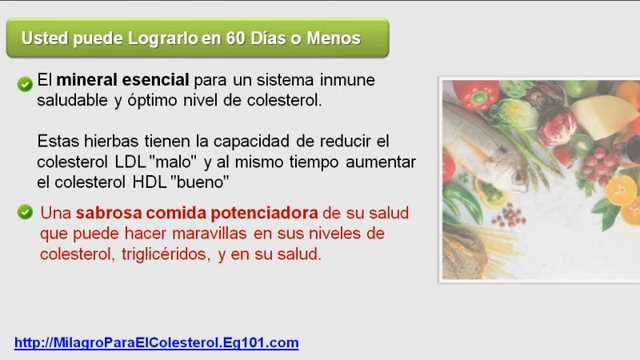 Usted puede Lograrlo en 60 Días o Menos
El mineral esencial para un sistema inmune
saludable y óptimo nivel de colesterol.
Estas hierbas tienen la capacidad de reducir el
colesterol LDL "malo" y al mismo tiempo aumentar
el colesterol HDL "bueno"
Una sabrosa comida potenciadora de su salud
que puede hacer maravillas en sus niveles de
colesterol, triglicéridos, y en su salud.
http://MilagroParaElColesterol.Eg101.com